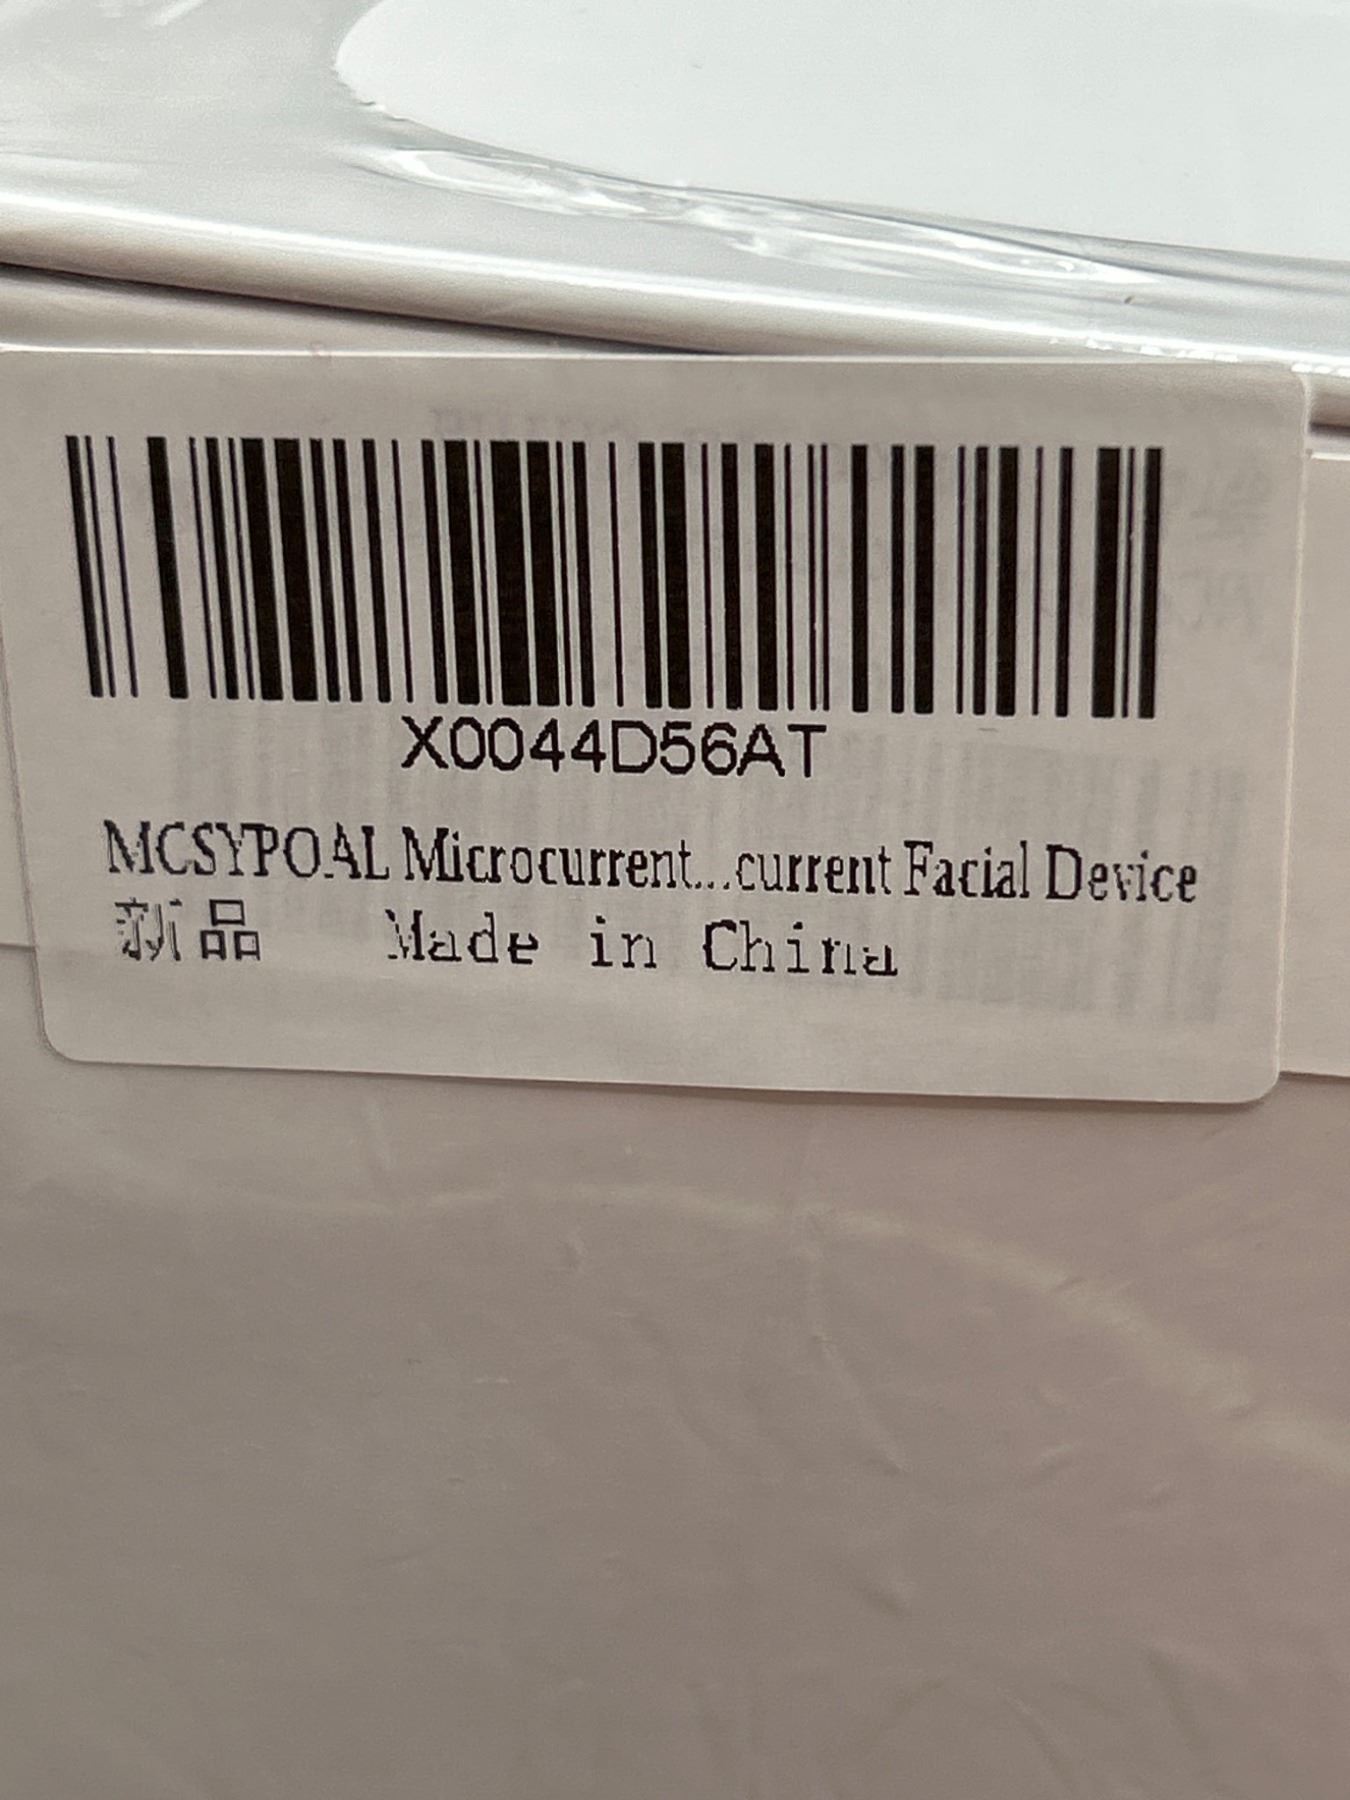 X0044D56AT
MCSYPOAL Microcurrent...current Facial Device
新品 Made in China